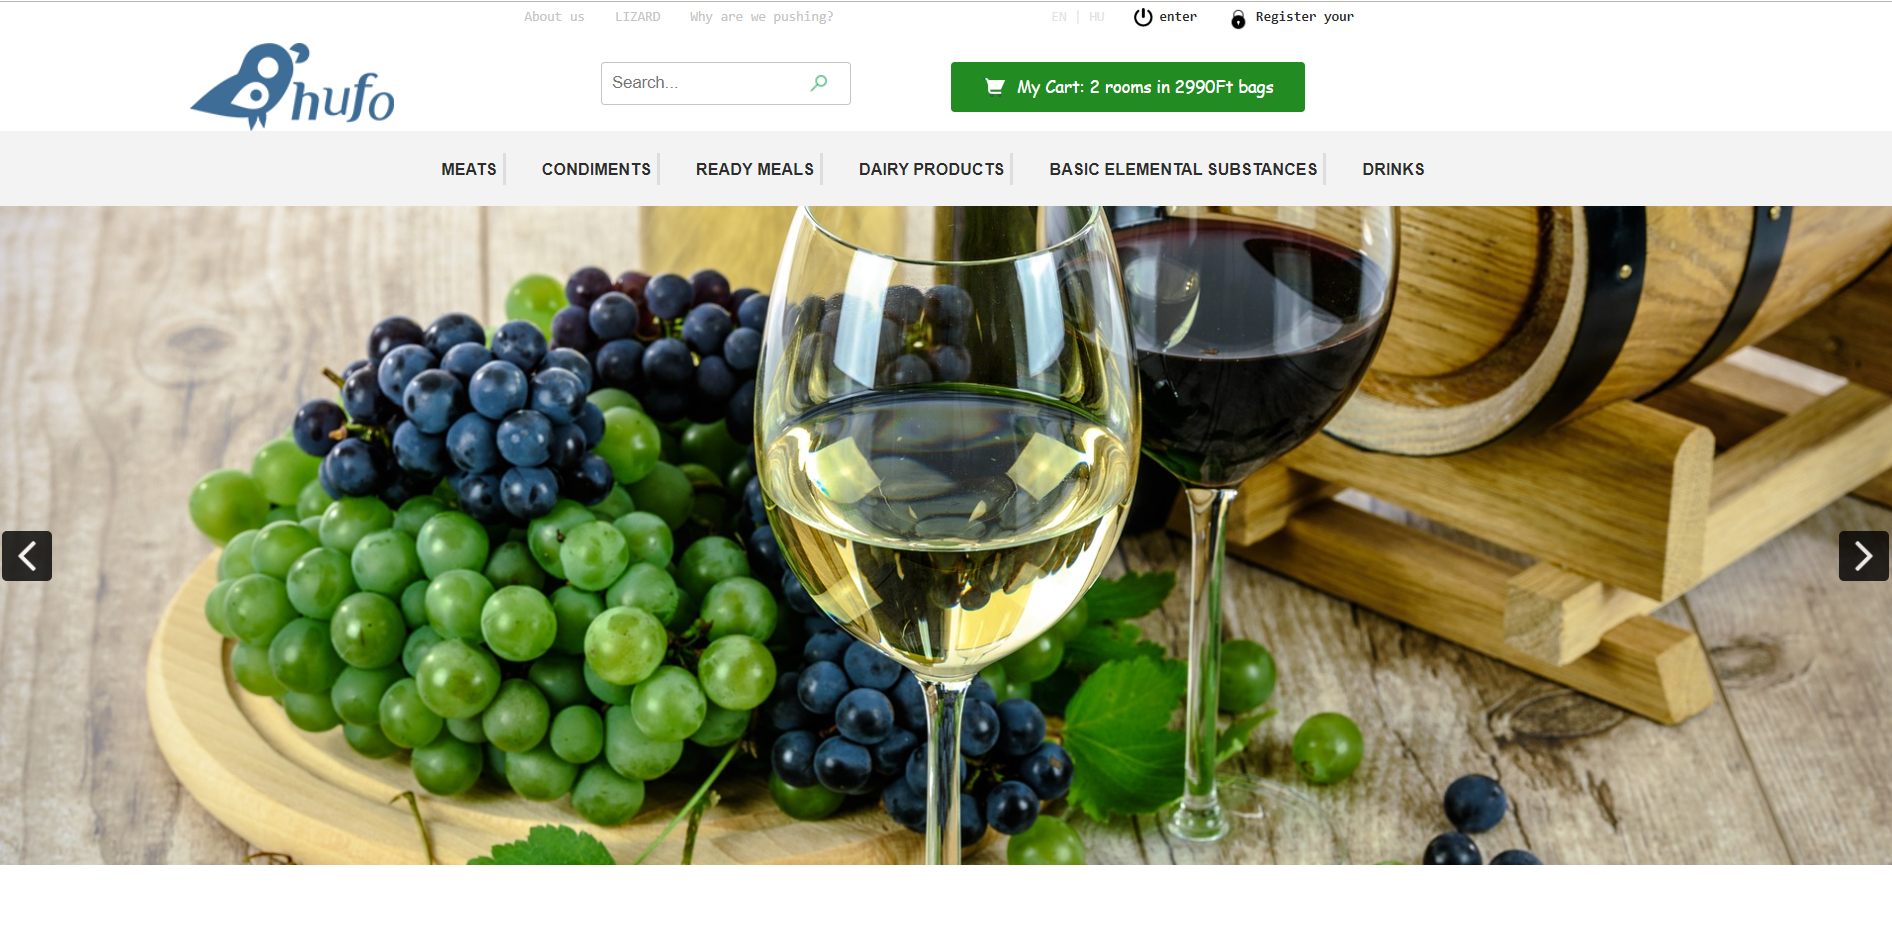 About us LIZARD Why are we pushing? EN | HU enter Register your
hufo
Search...
My Cart: 2 rooms in 2990Ft bags
MEATS CONDIMENTS READY MEALS DAIRY PRODUCTS BASIC ELEMENTAL SUBSTANCES DRINKS